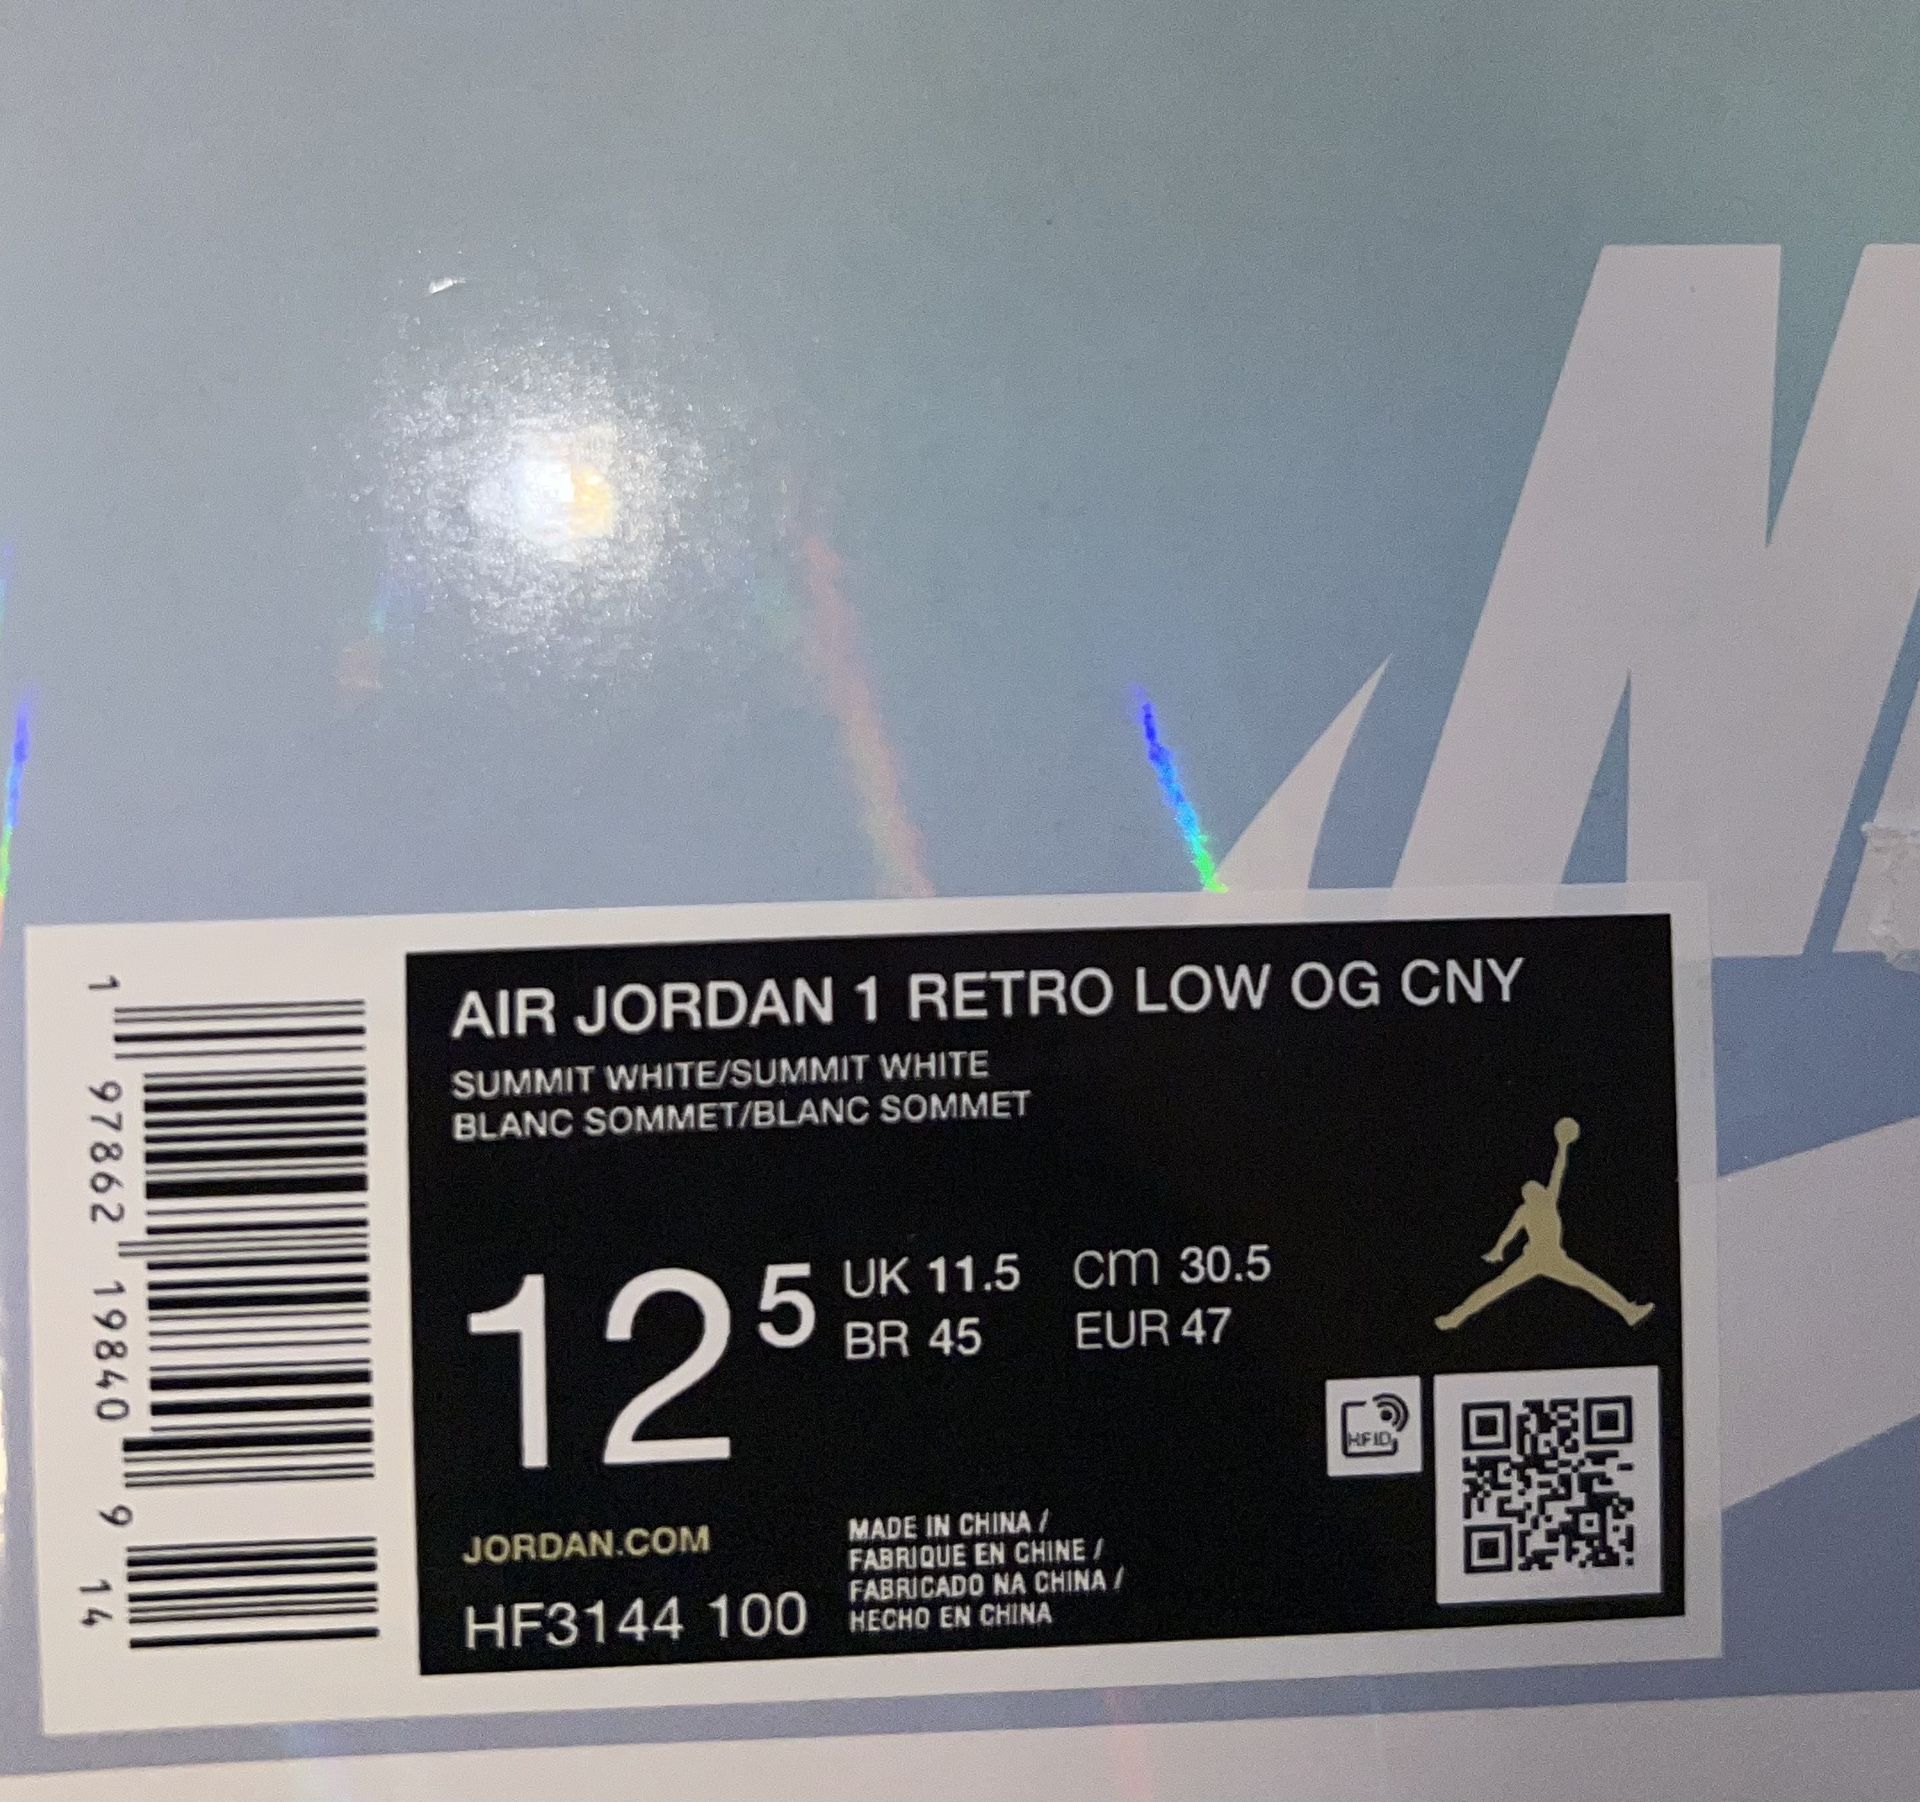 N
AIR JORDAN 1 RETRO LOW OG CNY
SUMMIT WHITE/SUMMIT WHITE
BLANC SOMMET/BLANC SOMMET
12 5
UK 11.5 cm 30.5
BR 45 EUR 47
RFID
JORDAN.COM
HF3144 100
MADE IN CHINA /
FABRIQUE EN CHINE /
FABRICADO NA CHINA /
HECHO EN CHINA
1 97862 19840 9 14